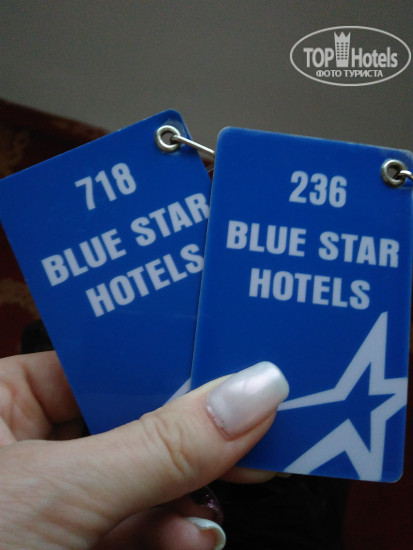 TOP Hotels
ФОТО ТУРИСТА
718
BLUE STAR
HOTELS
236
BLUE STAR
HOTELS